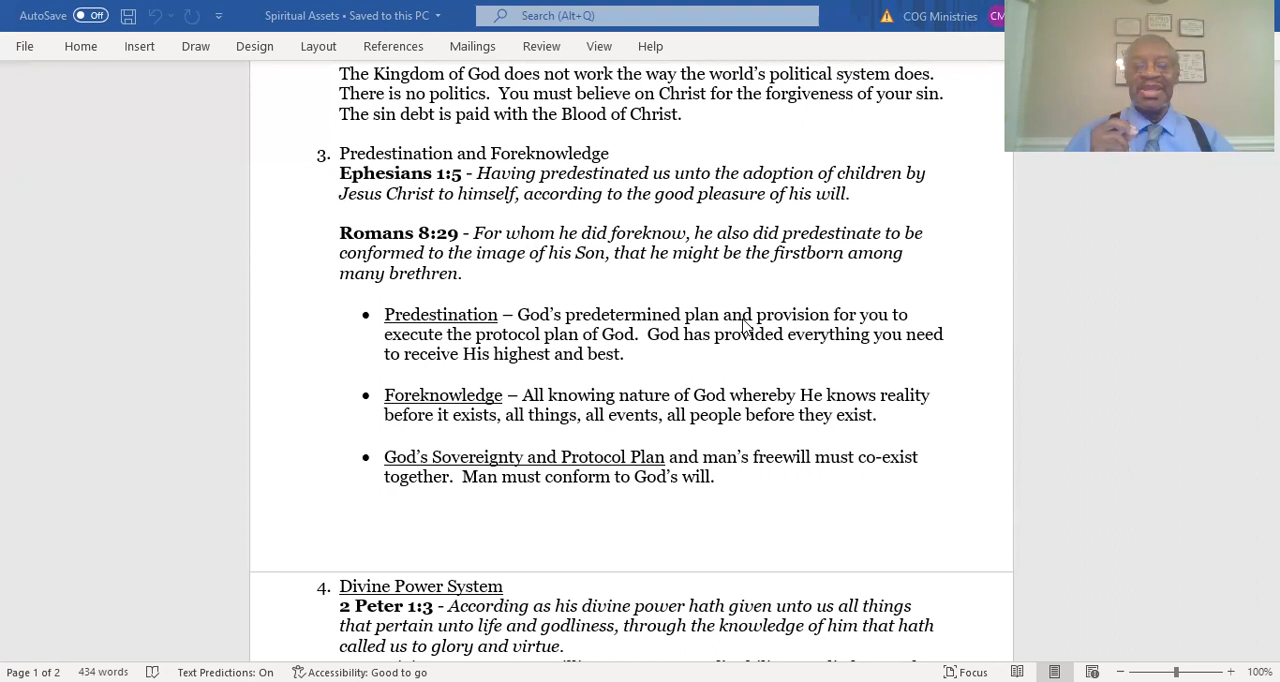 AutoSave Off Spiritual Assets • Saved to this PC Search (Alt+Q) COG Ministries CM
File Home Insert Draw Design Layout References Mailings Review View Help
The Kingdom of God does not work the way the world's political system does.
There is no politics.  You must believe on Christ for the forgiveness of your sin.
The sin debt is paid with the Blood of Christ.
3. Predestination and Foreknowledge
Ephesians 1:5 - Having predestinated us unto the adoption of children by
Jesus Christ to himself, according to the good pleasure of his will.
Romans 8:29 - For whom he did foreknow, he also did predestinate to be
conformed to the image of his Son, that he might be the firstborn among
many brethren.
• Predestination – God's predetermined plan and provision for you to
execute the protocol plan of God.  God has provided everything you need
to receive His highest and best.
• Foreknowledge – All knowing nature of God whereby He knows reality
before it exists, all things, all events, all people before they exist.
• God's Sovereignty and Protocol Plan and man's freewill must co-exist
together.  Man must conform to God's will.
4. Divine Power System
2 Peter 1:3 - According as his divine power hath given unto us all things
that pertain unto life and godliness, through the knowledge of him that hath
called us to glory and virtue.
Page 1 of 2 434 words Text Predictions: On Accessibility: Good to go Focus 100%